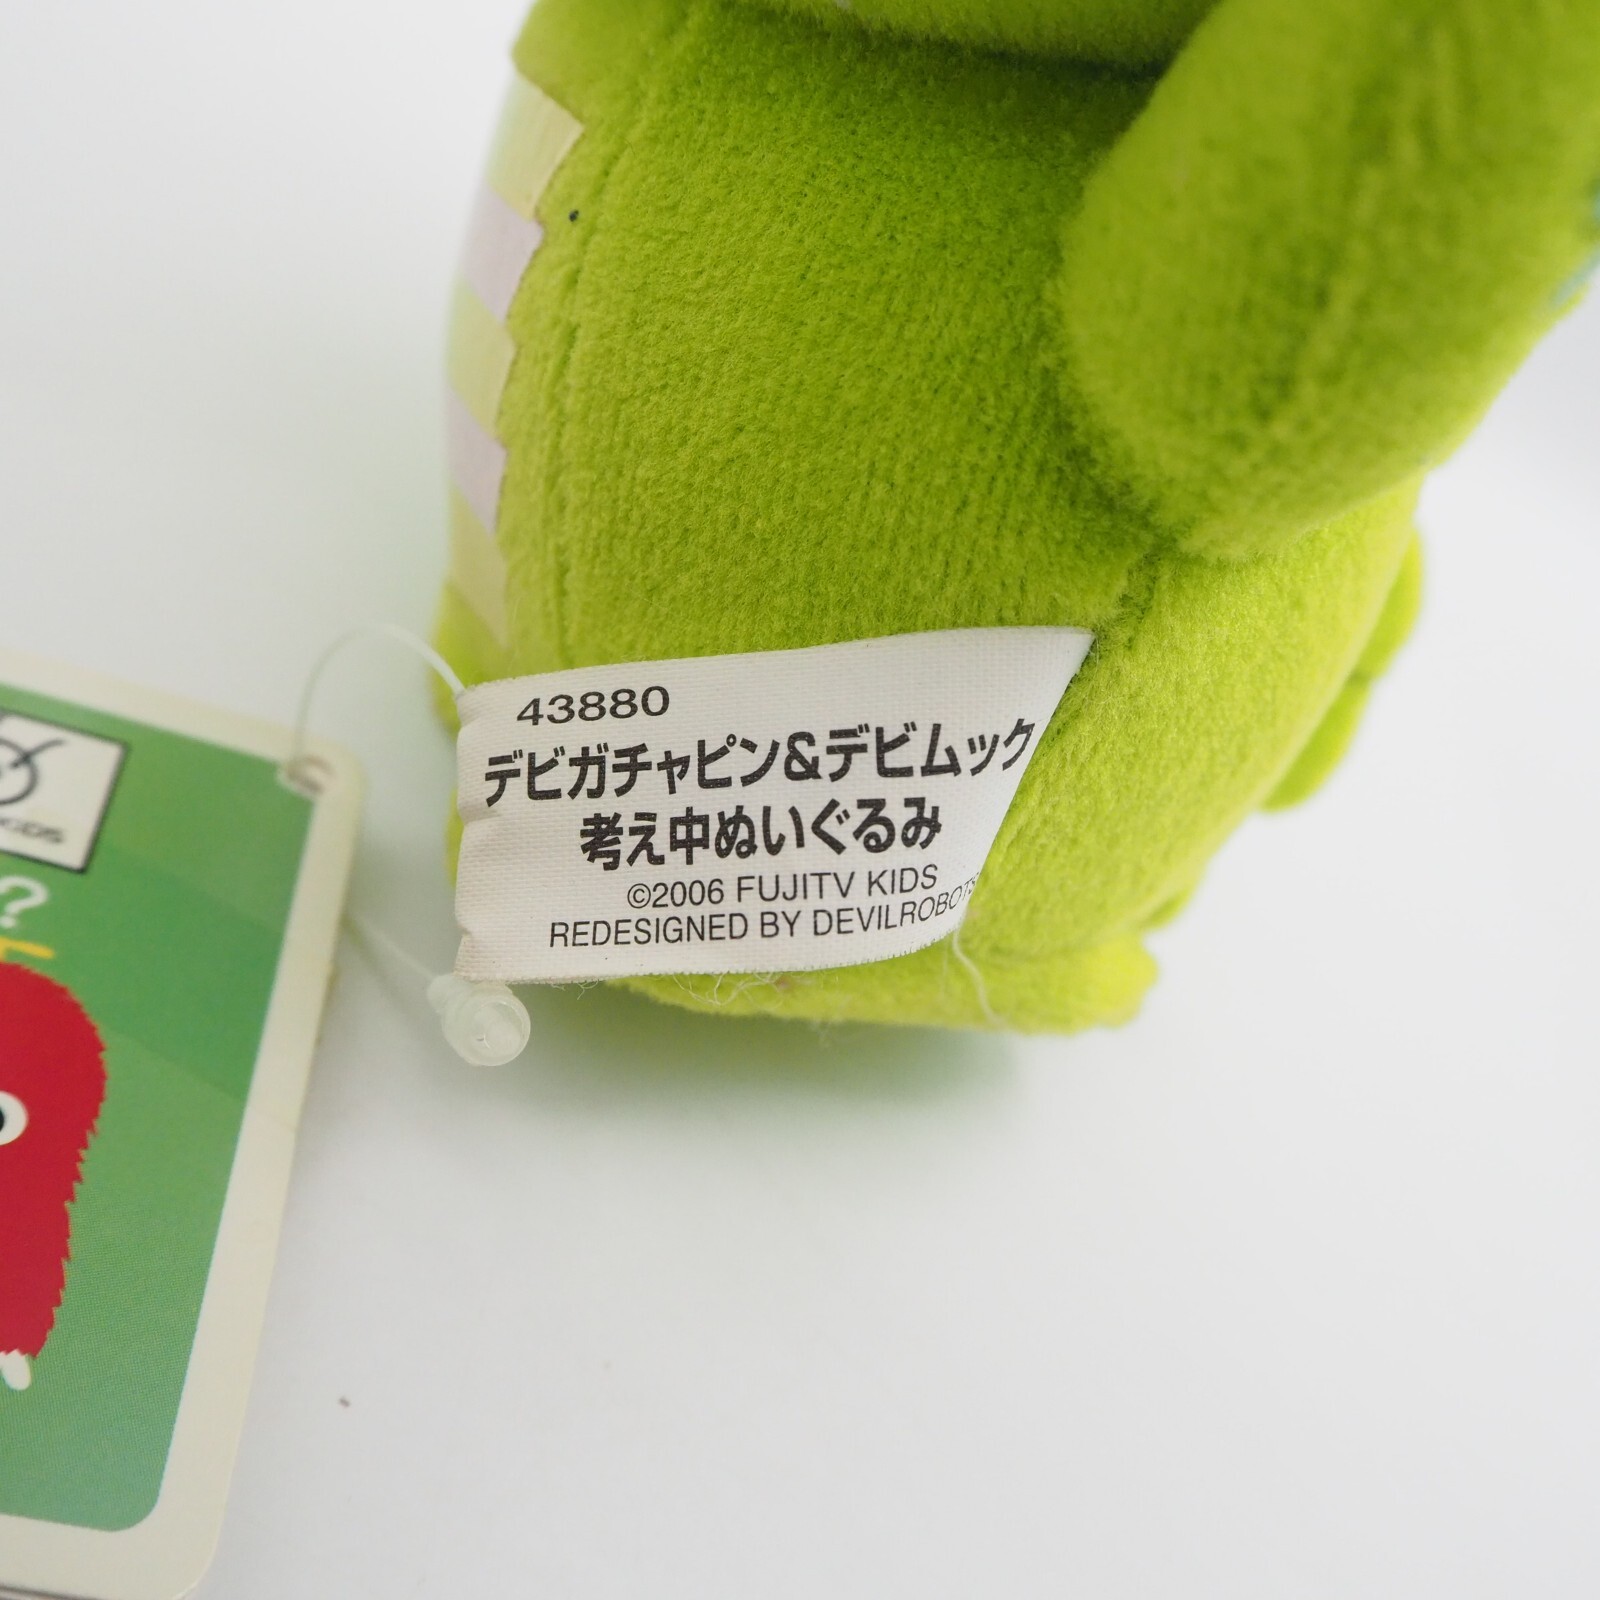 43880
デビガチャピン&デビムック
考え中ぬいぐるみ
©2006 FUJITV KIDS
REDESIGNED BY DEVILROBOTS
?